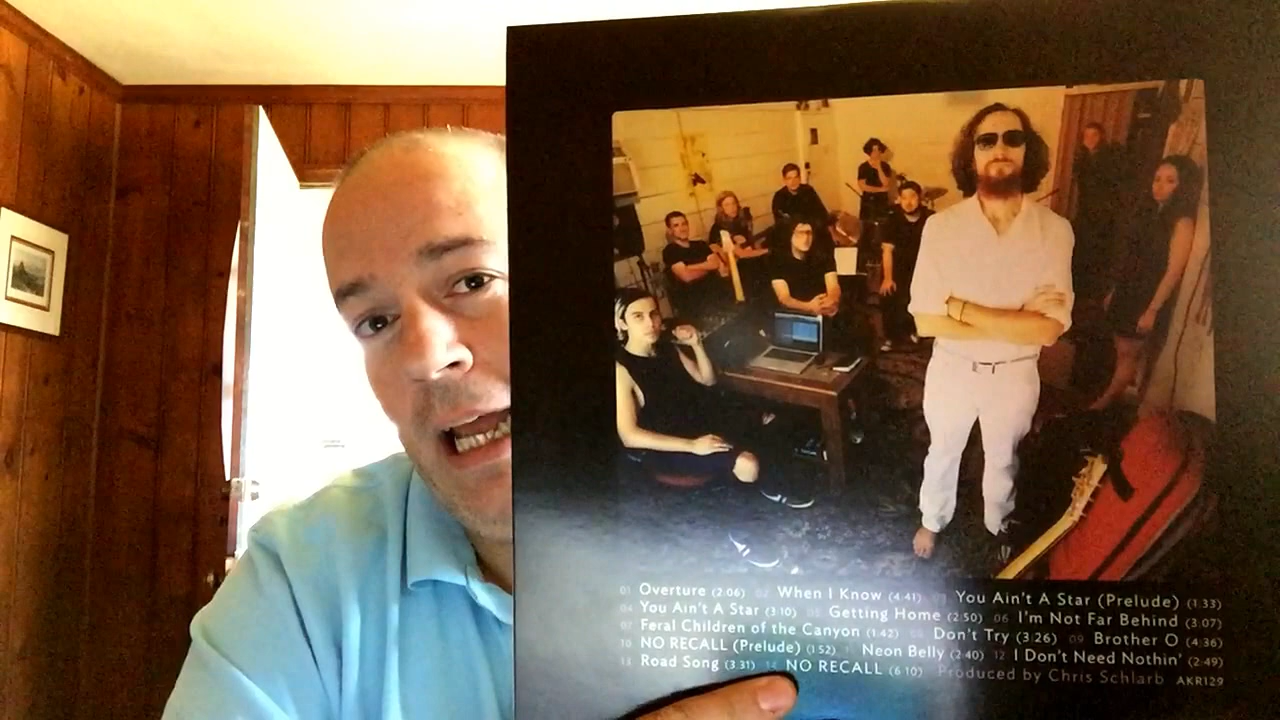 01 Overture (2:06) 02 When I Know (4:41) 03 You Ain't A Star (Prelude) (1:33)
04 You Ain't A Star (3:10) 05 Getting Home (2:50) 06 I'm Not Far Behind (3:07)
07 Feral Children of the Canyon (1:42) 08 Don't Try (3:26) 09 Brother O (4:36)
10 NO RECALL (Prelude) (1:52) 11 Neon Belly (2:40) 12 I Don't Need Nothin' (2:49)
13 Road Song (3:31) 14 NO RECALL (6:10) Produced by Chris Schlarb AKR129